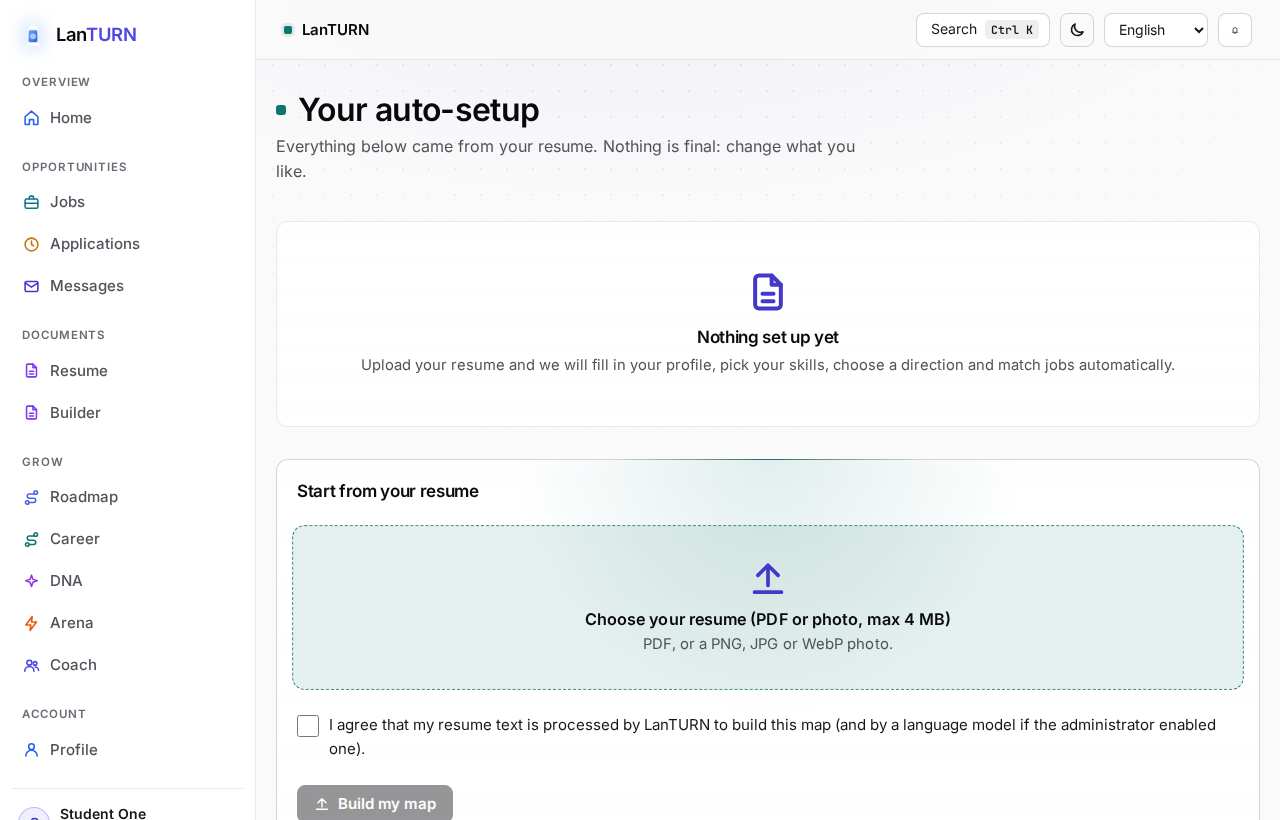 LanTURN
OVERVIEW
Home
OPPORTUNITIES
Jobs
Applications
Messages
DOCUMENTS
Resume
Builder
GROW
Roadmap
Career
DNA
Arena
Coach
ACCOUNT
Profile
Student One
LanTURN
Search Ctrl K
English
Your auto-setup
Everything below came from your resume. Nothing is final: change what you
like.
Nothing set up yet
Upload your resume and we will fill in your profile, pick your skills, choose a direction and match jobs automatically.
Start from your resume
Choose your resume (PDF or photo, max 4 MB)
PDF, or a PNG, JPG or WebP photo.
I agree that my resume text is processed by LanTURN to build this map (and by a language model if the administrator enabled
one).
Build my map